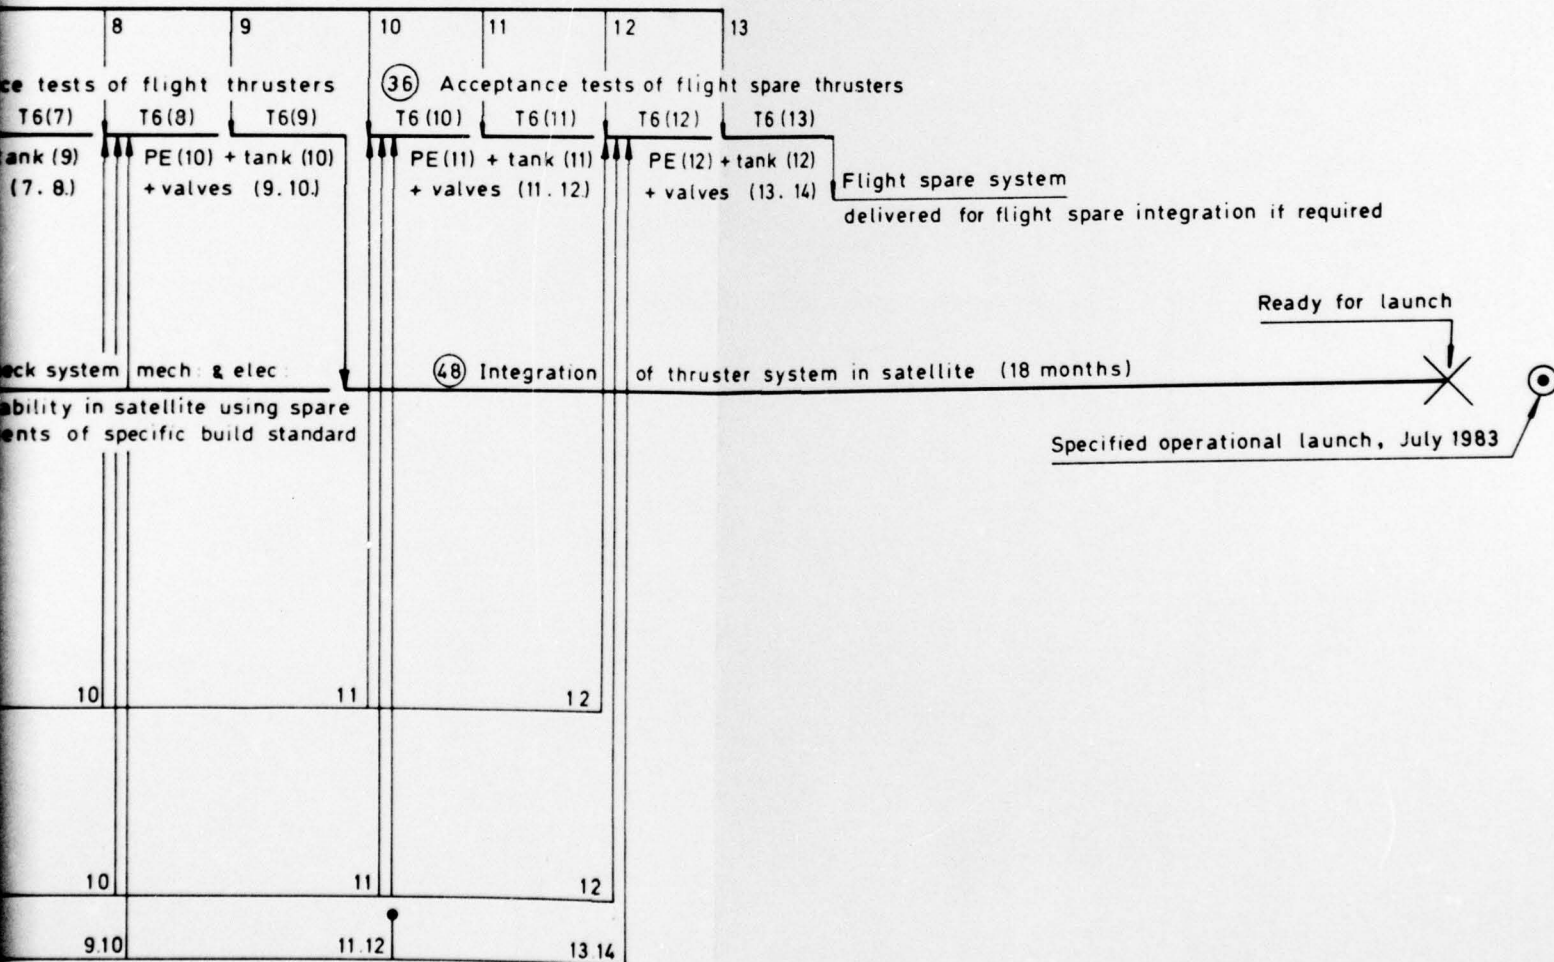 8 9 10 11 12 13
ce tests of flight thrusters
36 Acceptance tests of flight spare thrusters
T6(7) T6(8) T6(9) T6(10) T6(11) T6(12) T6(13)
ank (9) PE(10) + tank (10) PE(11) + tank (11) PE(12) + tank (12)
(7.8.) + valves (9.10.) + valves (11.12.) + valves (13.14)
Flight spare system
delivered for flight spare integration if required
Ready for launch
eck system mech. & elec.
48 Integration of thruster system in satellite (18 months)
ability in satellite using spare
ents of specific build standard
Specified operational launch, July 1983
10 11 12
10 11 12
9.10 11.12 13.14